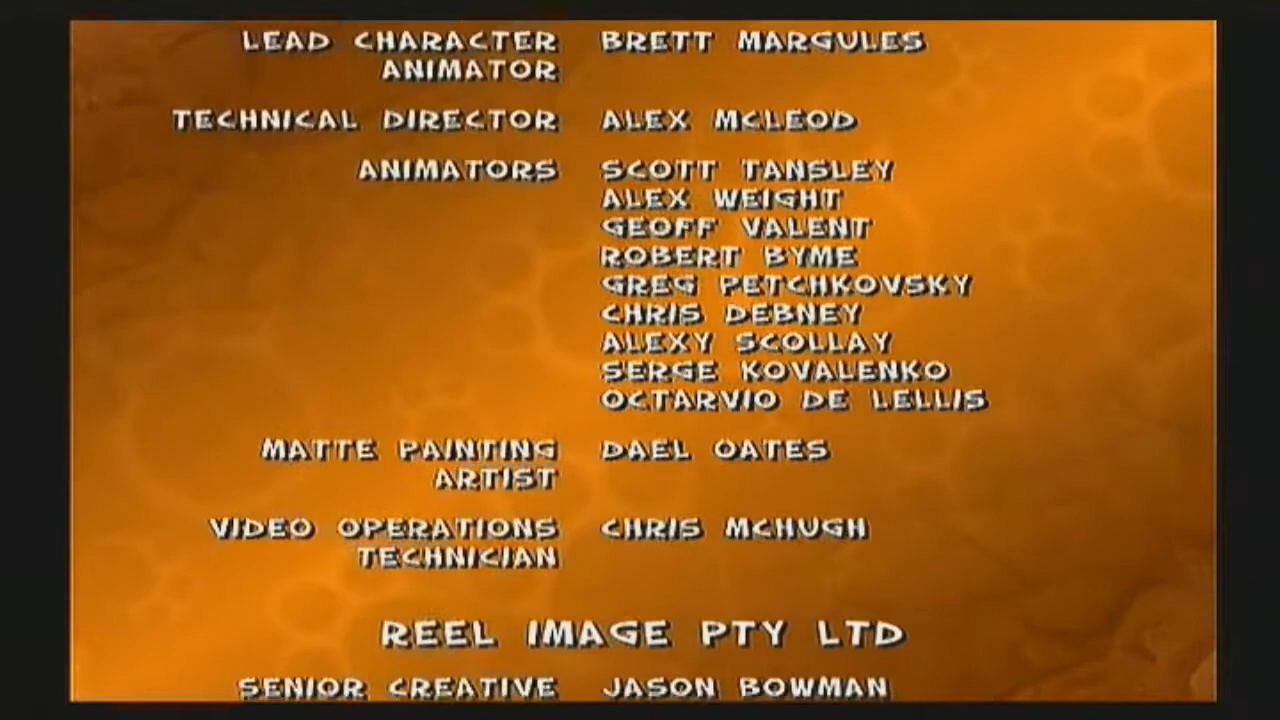 LEAD CHARACTER ANIMATOR BRETT MARGULES
TECHNICAL DIRECTOR ALEX MCLEOD
ANIMATORS SCOTT TANSLEY
ALEX WEIGHT
GEOFF VALENT
ROBERT BYME
GREG PETCHKOVSKY
CHRIS DEBNEY
ALEXY SCOLLAY
SERGE KOVALENKO
OCTARVIO DE LELLIS
MATTE PAINTING ARTIST DAEL OATES
VIDEO OPERATIONS TECHNICIAN CHRIS MCHUGH
REEL IMAGE PTY LTD
SENIOR CREATIVE JASON BOWMAN